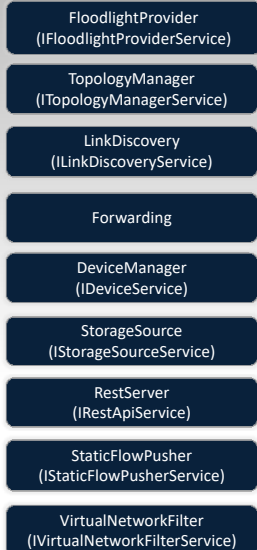 FloodlightProvider
(IFloodlightProviderService)
TopologyManager
(ITopologyManagerService)
LinkDiscovery
(ILinkDiscoveryService)
Forwarding
DeviceManager
(IDeviceService)
StorageSource
(IStorageSourceService)
RestServer
(IRestApiService)
StaticFlowPusher
(IStaticFlowPusherService)
VirtualNetworkFilter
(IVirtualNetworkFilterService)